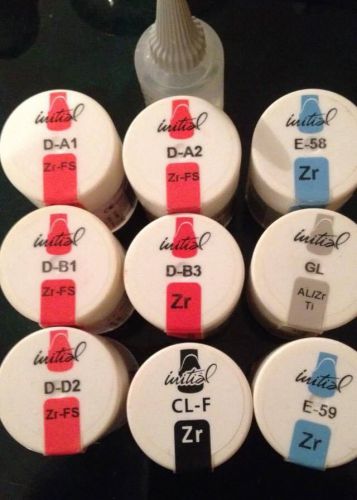 initial
D-A1
Zr-FS
initial
D-A2
Zr-FS
initial
E-58
Zr
initial
D-B1
Zr-FS
initial
D-B3
Zr
initial
GL
AL/Zr
Ti
initial
D-D2
Zr-FS
initial
CL-F
Zr
initial
E-59
Zr